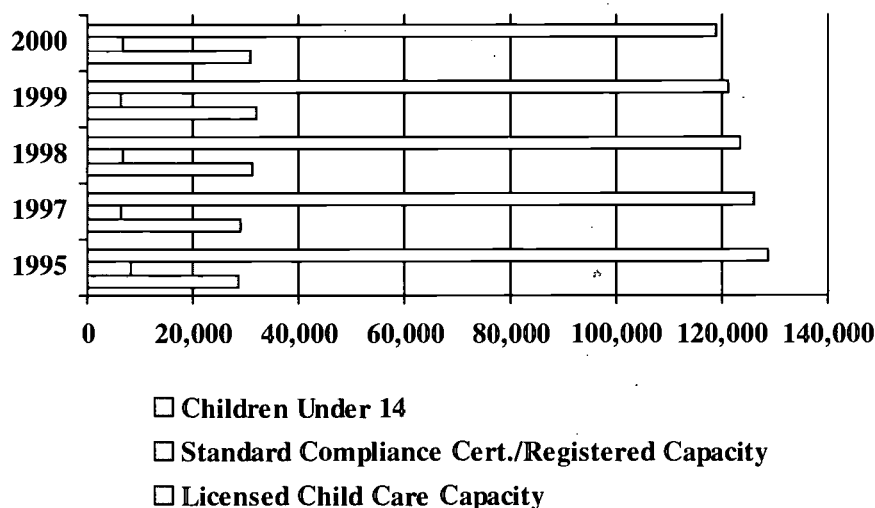 2000
1999
1998
1997
1995
0 20,000 40,000 60,000 80,000 100,000 120,000 140,000
Children Under 14
Standard Compliance Cert./Registered Capacity
Licensed Child Care Capacity